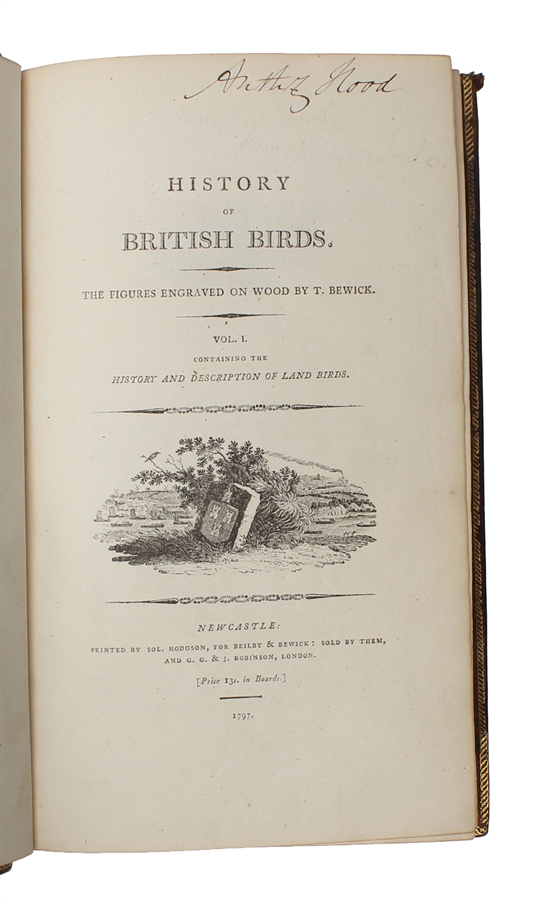 Anth.y Hood
HISTORY
OF
BRITISH BIRDS.
THE FIGURES ENGRAVED ON WOOD BY T. BEWICK.
VOL. I.
CONTAINING THE
HISTORY AND DESCRIPTION OF LAND BIRDS.
NEWCASTLE:
PRINTED BY SOL. HODGSON, FOR BEILBY & BEWICK: SOLD BY THEM,
AND G. G. & J. ROBINSON, LONDON.
[Price 13s. in Boards.]
1797.